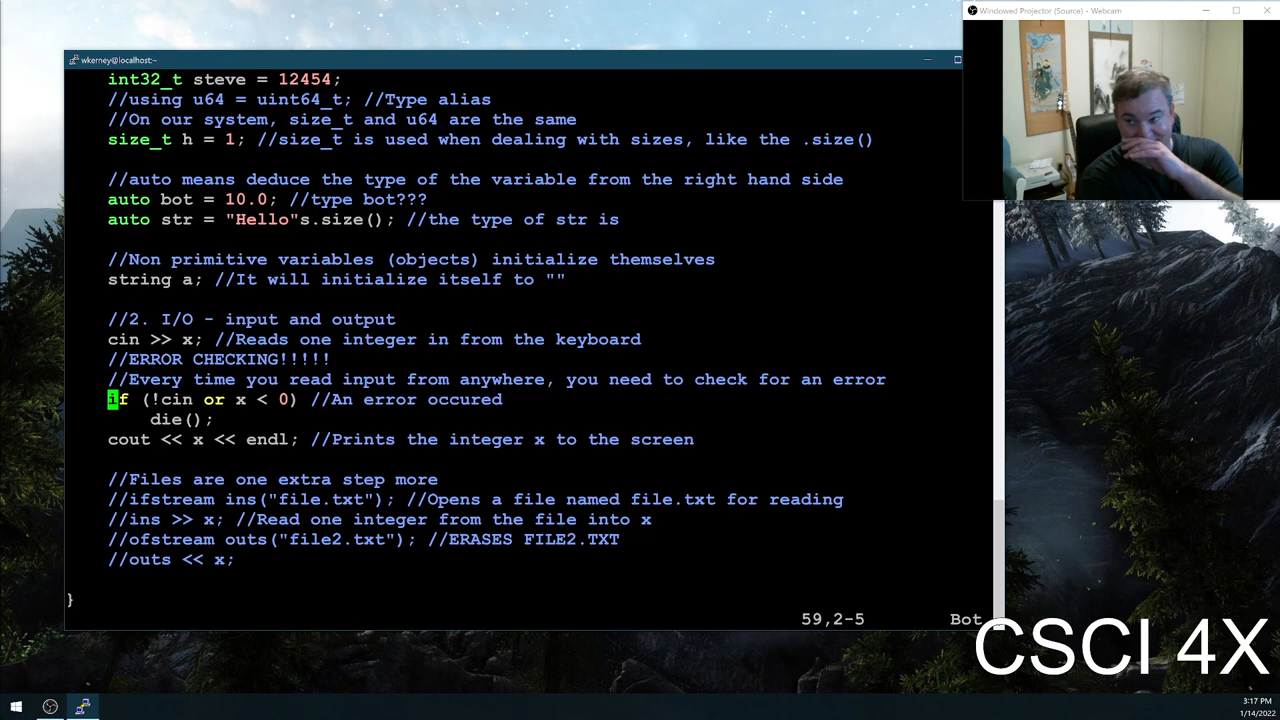 Windowed Projector (Source) - Webcam
wkerney@localhost:~
int32_t steve = 12454;
//using u64 = uint64_t; //Type alias
//On our system, size_t and u64 are the same
size_t h = 1; //size_t is used when dealing with sizes, like the .size()
//auto means deduce the type of the variable from the right hand side
auto bot = 10.0; //type bot???
auto str = "Hello"s.size(); //the type of str is
//Non primitive variables (objects) initialize themselves
string a; //It will initialize itself to ""
//2. I/O - input and output
cin >> x; //Reads one integer in from the keyboard
//ERROR CHECKING!!!!!
//Every time you read input from anywhere, you need to check for an error
if (!cin or x < 0) //An error occured
die();
cout << x << endl; //Prints the integer x to the screen
//Files are one extra step more
//ifstream ins("file.txt"); //Opens a file named file.txt for reading
//ins >> x; //Read one integer from the file into x
//ofstream outs("file2.txt"); //ERASES FILE2.TXT
//outs << x;
}
59,2-5 Bot
CSCI 4X
3:17 PM
1/14/2022